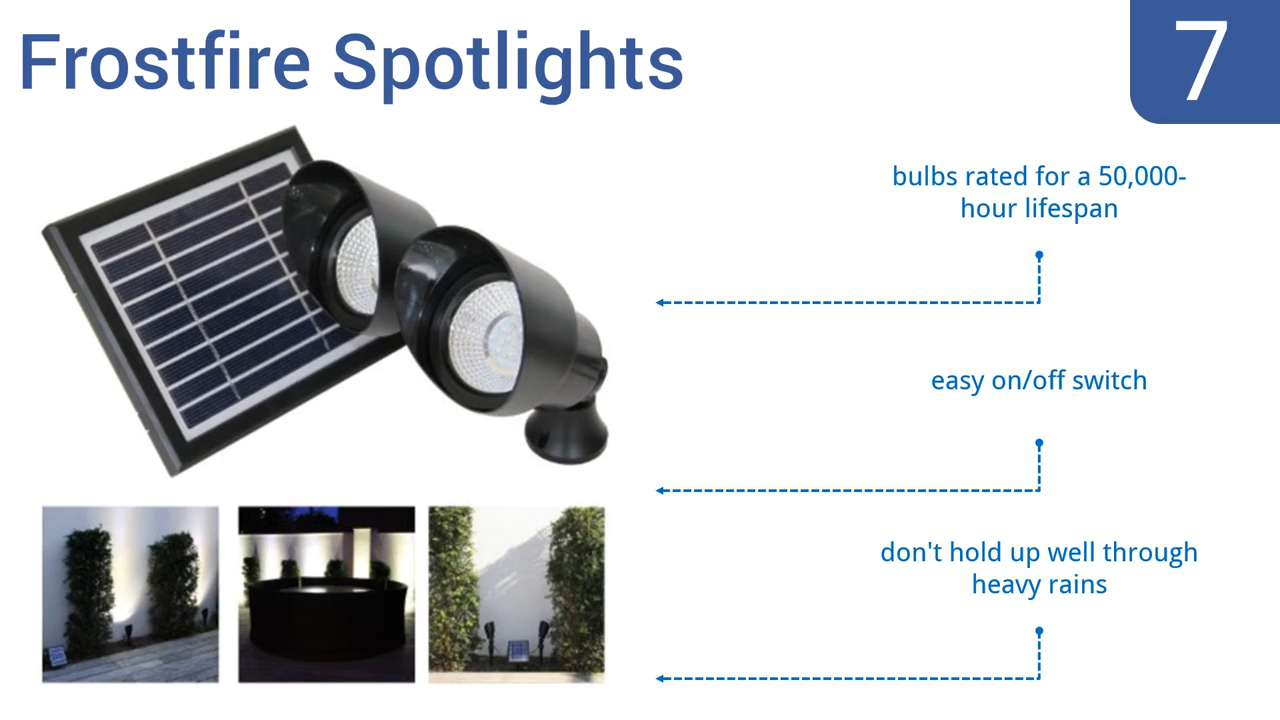 Frostfire Spotlights
7
bulbs rated for a 50,000-
hour lifespan
easy on/off switch
don't hold up well through
heavy rains